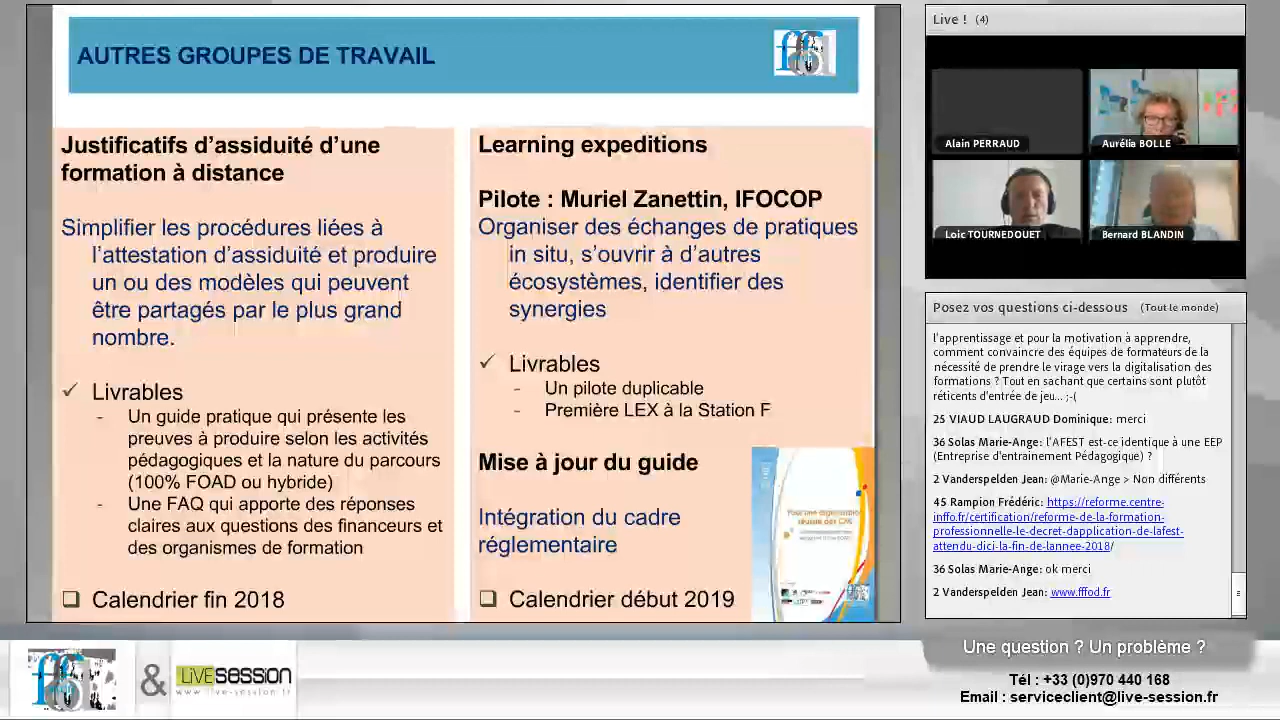 AUTRES GROUPES DE TRAVAIL
Justificatifs d’assiduité d’une
formation à distance
Simplifier les procédures liées à
l’attestation d’assiduité et produire
un ou des modèles qui peuvent
être partagés par le plus grand
nombre.
✓ Livrables
- Un guide pratique qui présente les
preuves à produire selon les activités
pédagogiques et la nature du parcours
(100% FOAD ou hybride)
- Une FAQ qui apporte des réponses
claires aux questions des financeurs et
des organismes de formation
❑ Calendrier fin 2018
Learning expeditions
Pilote : Muriel Zanettin, IFOCOP
Organiser des échanges de pratiques
in situ, s’ouvrir à d’autres
écosystèmes, identifier des
synergies
✓ Livrables
- Un pilote duplicable
- Première LEX à la Station F
Mise à jour du guide
Intégration du cadre
réglementaire
❑ Calendrier début 2019
Live ! (4)
Alain PERRAUD
Aurélia BOLLE
Loic TOURNEDOUET
Bernard BLANDIN
Posez vos questions ci-dessous (Tout le monde)
l'apprentissage et pour la motivation à apprendre,
comment convaincre des équipes de formateurs de la
nécessité de prendre le virage vers la digitalisation des
formations ? Tout en sachant que certains sont plutôt
réticents d'entrée de jeu... ;-(
25 VIAUD LAUGRAUD Dominique: merci
36 Solas Marie-Ange: l'AFEST est-ce identique à une EEP
(Entreprise d'entrainement Pédagogique) ?
2 Vanderspelden Jean: @Marie-Ange > Non différents
45 Rampion Frédéric: https://reforme.centre-
inffo.fr/certification/reforme-de-la-formation-
professionnelle-le-decret-dapplication-de-lafest-
attendu-dici-la-fin-de-lannee-2018/
36 Solas Marie-Ange: ok merci
2 Vanderspelden Jean: www.fffod.fr
& LiVESESSION
www.live-session.fr
Une question ? Un problème ?
Tél : +33 (0)970 440 168
Email : serviceclient@live-session.fr